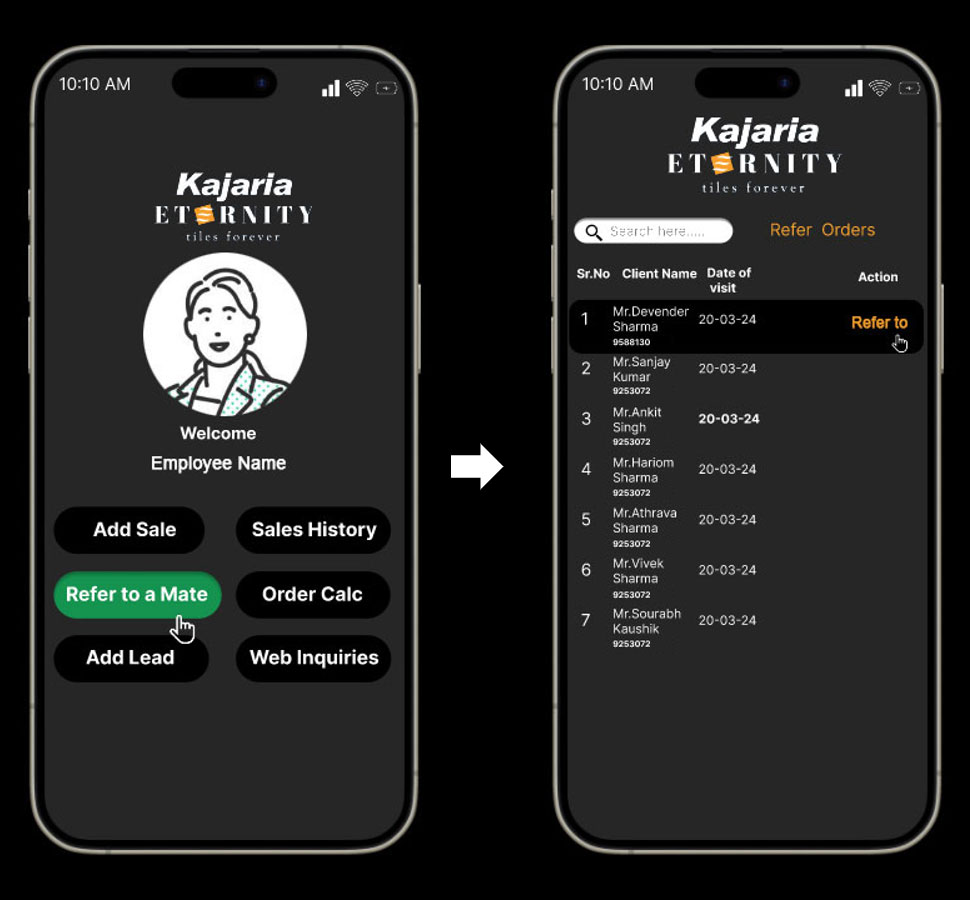 10:10 AM
Kajaria
ETERNITY
tiles forever
Welcome
Employee Name
Add Sale
Sales History
Refer to a Mate
Order Calc
Add Lead
Web Inquiries
10:10 AM
Kajaria
ETERNITY
tiles forever
Search here.....
Refer Orders
Sr.No Client Name Date of visit Action
1 Mr.Devender Sharma 20-03-24 Refer to
9588130
2 Mr.Sanjay Kumar 20-03-24
9253072
3 Mr.Ankit Singh 20-03-24
9253072
4 Mr.Hariom Sharma 20-03-24
9253072
5 Mr.Athrava Sharma 20-03-24
9253072
6 Mr.Vivek Sharma 20-03-24
9253072
7 Mr.Sourabh Kaushik 20-03-24
9253072